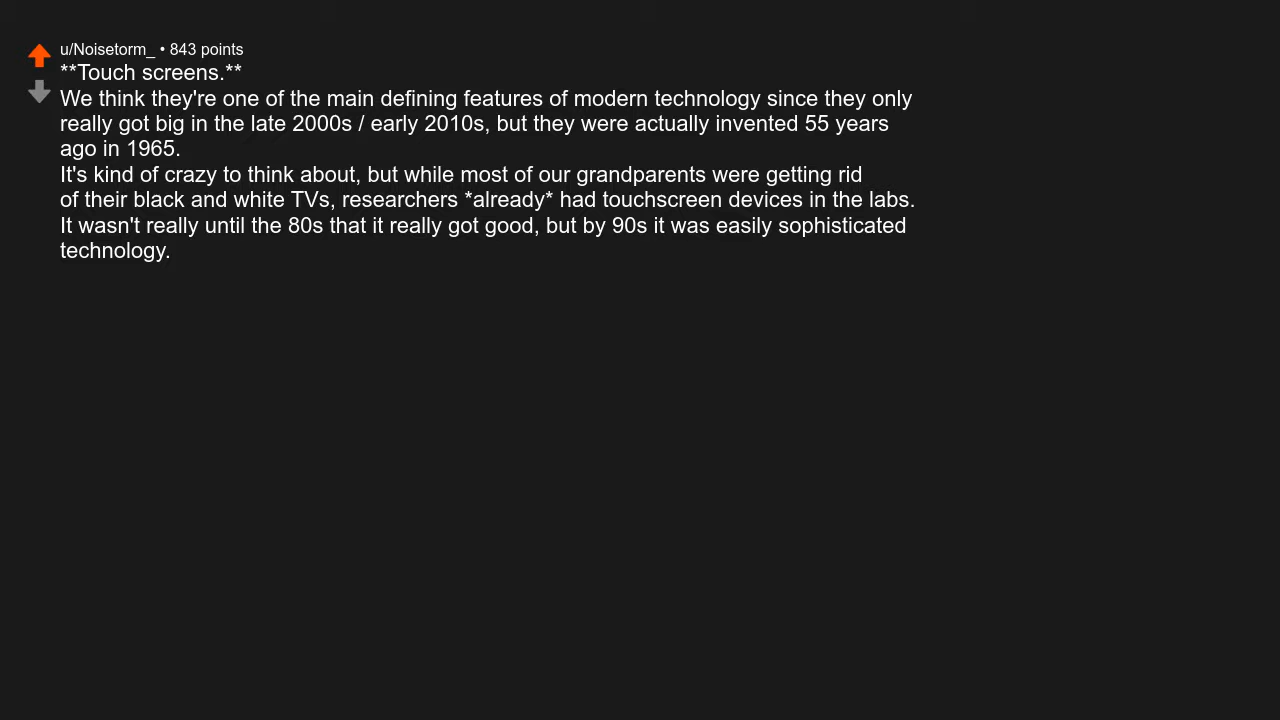 u/Noisetorm_ • 843 points
**Touch screens.**
We think they're one of the main defining features of modern technology since they only
really got big in the late 2000s / early 2010s, but they were actually invented 55 years
ago in 1965.
It's kind of crazy to think about, but while most of our grandparents were getting rid
of their black and white TVs, researchers *already* had touchscreen devices in the labs.
It wasn't really until the 80s that it really got good, but by 90s it was easily sophisticated
technology.